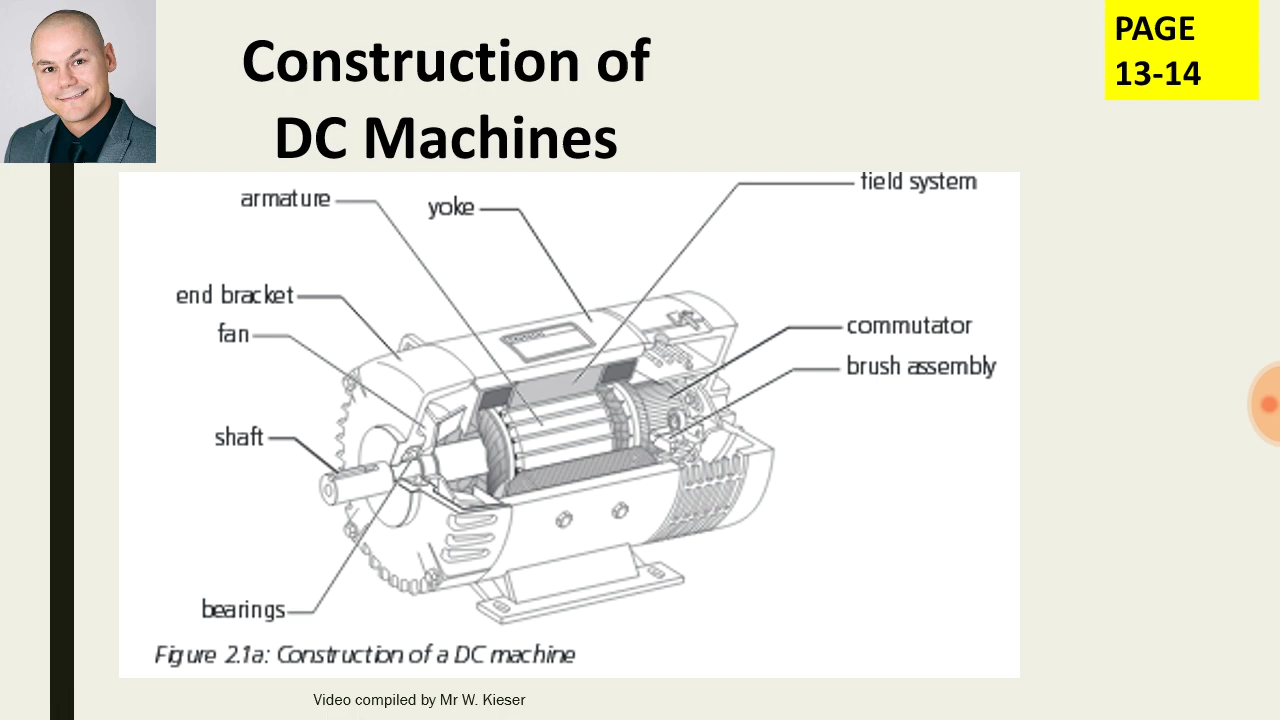 Construction of
DC Machines
PAGE
13-14
armature
yoke
field system
end bracket
fan
commutator
brush assembly
shaft
bearings
Figure 2.1a: Construction of a DC machine
Video compiled by Mr W. Kieser